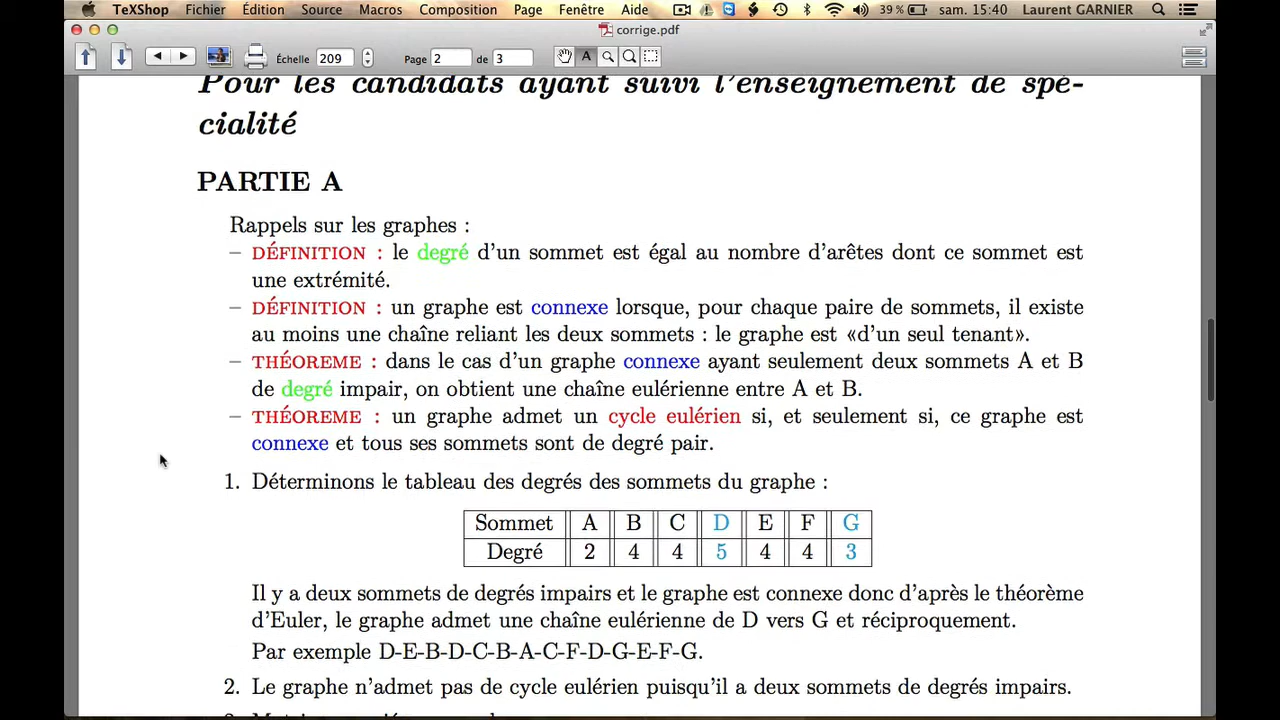 TeXShop Fichier Édition Source Macros Composition Page Fenêtre Aide 39 % sam. 15:40 Laurent GARNIER
corrige.pdf
Échelle 209 Page 2 de 3
Pour les candidats ayant suivi l'enseignement de spé-
cialité
PARTIE A
Rappels sur les graphes :
– DÉFINITION : le degré d'un sommet est égal au nombre d'arêtes dont ce sommet est
une extrémité.
– DÉFINITION : un graphe est connexe lorsque, pour chaque paire de sommets, il existe
au moins une chaîne reliant les deux sommets : le graphe est «d'un seul tenant».
– THÉOREME : dans le cas d'un graphe connexe ayant seulement deux sommets A et B
de degré impair, on obtient une chaîne eulérienne entre A et B.
– THÉOREME : un graphe admet un cycle eulérien si, et seulement si, ce graphe est
connexe et tous ses sommets sont de degré pair.
1. Déterminons le tableau des degrés des sommets du graphe :
Sommet A B C D E F G
Degré 2 4 4 5 4 4 3
Il y a deux sommets de degrés impairs et le graphe est connexe donc d'après le théorème
d'Euler, le graphe admet une chaîne eulérienne de D vers G et réciproquement.
Par exemple D-E-B-D-C-B-A-C-F-D-G-E-F-G.
2. Le graphe n'admet pas de cycle eulérien puisqu'il a deux sommets de degrés impairs.